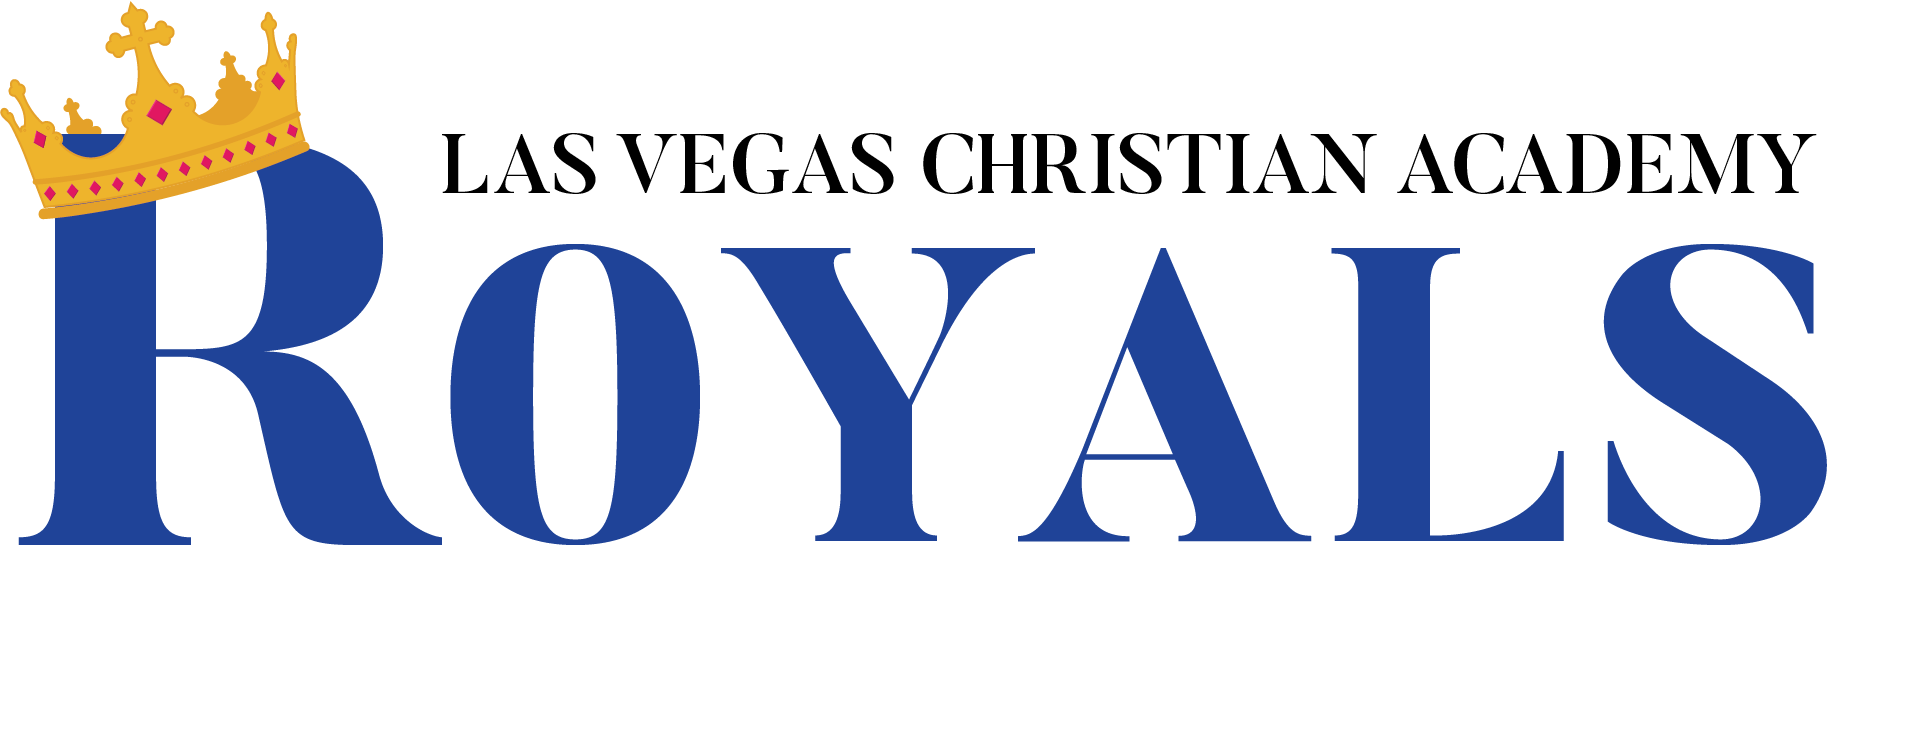 LAS VEGAS CHRISTIAN ACADEMY
ROYALS